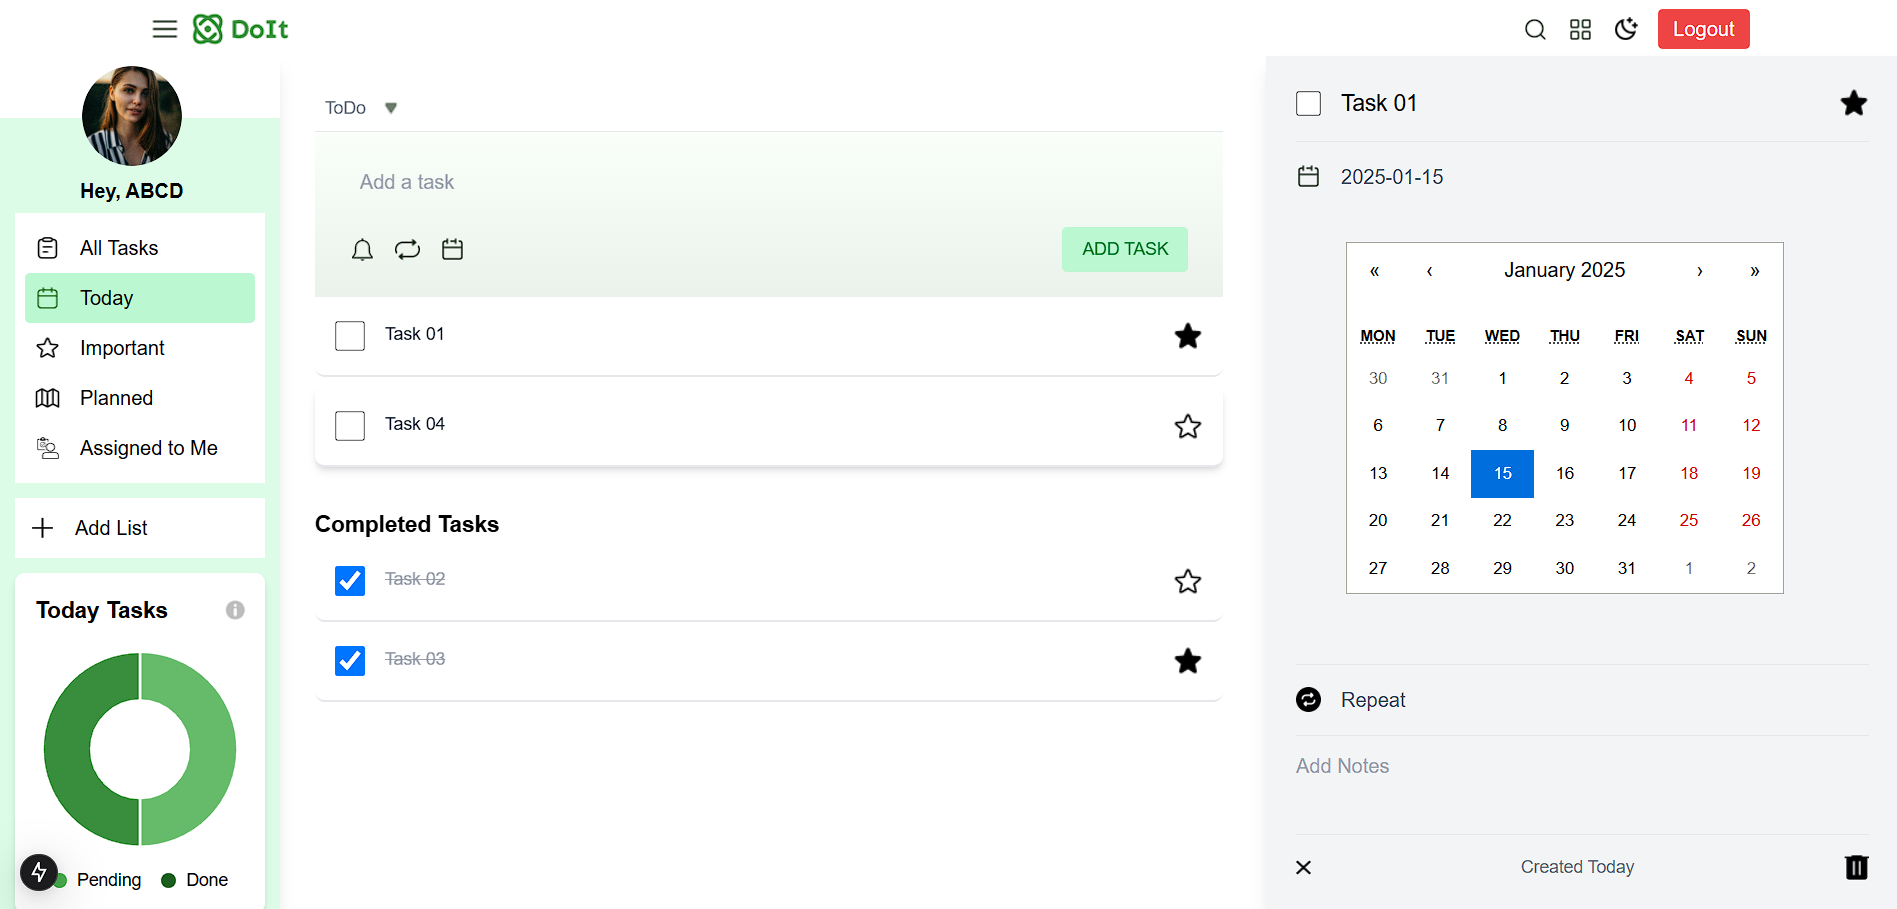 DoIt
Logout
Hey, ABCD
All Tasks
Today
Important
Planned
Assigned to Me
Add List
Today Tasks
Pending
Done
ToDo
Add a task
ADD TASK
Task 01
Task 04
Completed Tasks
Task 02
Task 03
Task 01
2025-01-15
« ‹ January 2025 › »
MON TUE WED THU FRI SAT SUN
30 31 1 2 3 4 5
6 7 8 9 10 11 12
13 14 15 16 17 18 19
20 21 22 23 24 25 26
27 28 29 30 31 1 2
Repeat
Add Notes
Created Today